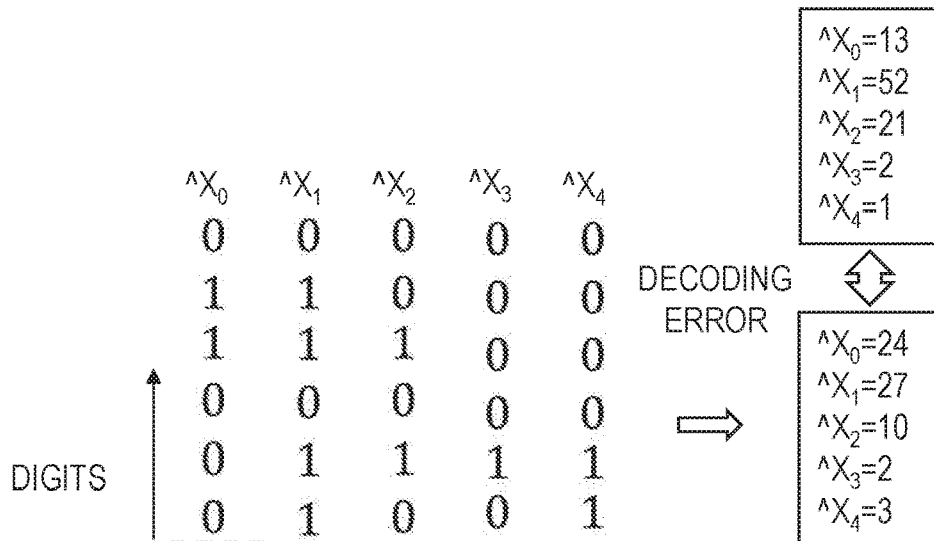 ^X0=13
^X1=52
^X2=21
^X3=2
^X4=1
^X0 ^X1 ^X2 ^X3 ^X4
0 0 0 0 0
1 1 0 0 0
1 1 1 0 0
0 0 0 0 0
0 1 1 1 1
0 1 0 0 1
DIGITS
DECODING
ERROR
^X0=24
^X1=27
^X2=10
^X3=2
^X4=3